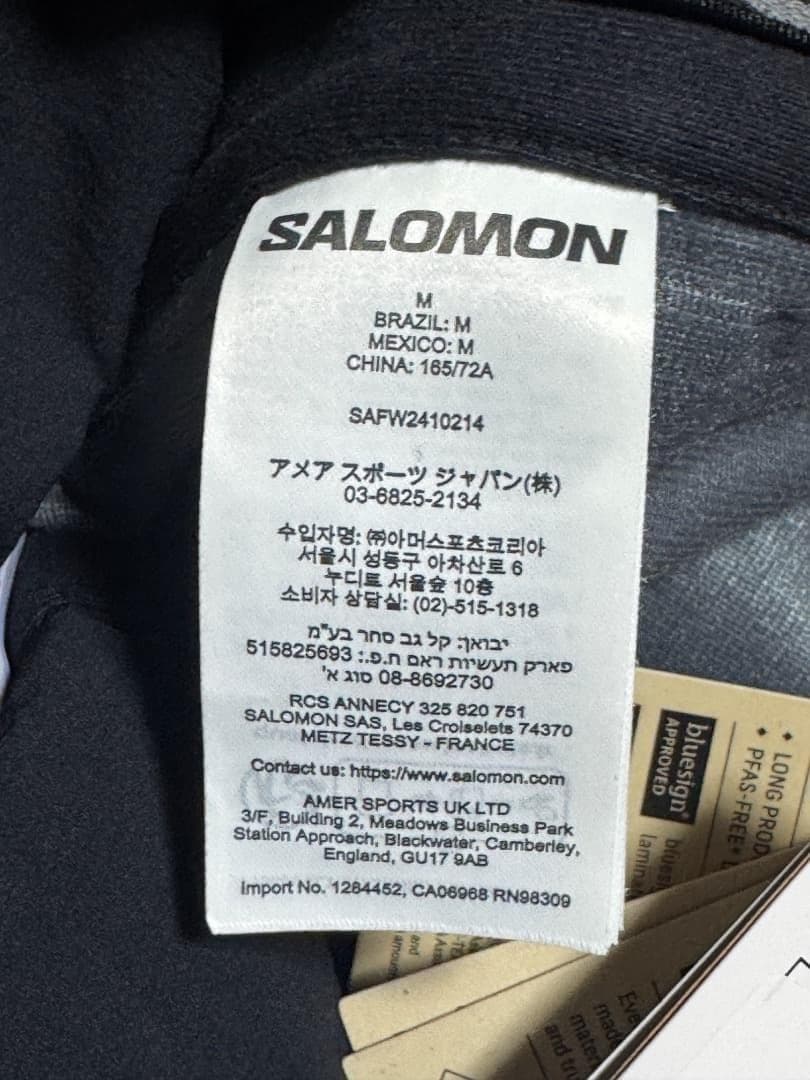 SALOMON
M
BRAZIL: M
MEXICO: M
CHINA: 165/72A
SAFW2410214
アメア スポーツ ジャパン(株)
03-6825-2134
수입자명: ㈜아머스포츠코리아
서울시 성동구 아차산로 6
누디트 서울숲 10층
소비자 상담실: (02)-515-1318
יבואן: קל גב סחר בע"מ
פארק תעשיות ראם ח.פ.: 515825693
08-8692730 סוג א'
RCS ANNECY 325 820 751
SALOMON SAS, Les Croiselets 74370
METZ TESSY - FRANCE
Contact us: https://www.salomon.com
AMER SPORTS UK LTD
3/F, Building 2, Meadows Business Park
Station Approach, Blackwater, Camberley,
England, GU17 9AB
Import No. 1284452, CA06968 RN98309
bluesign®
APPROVED
• LONG
• PFAS-FREE*
and
made
and